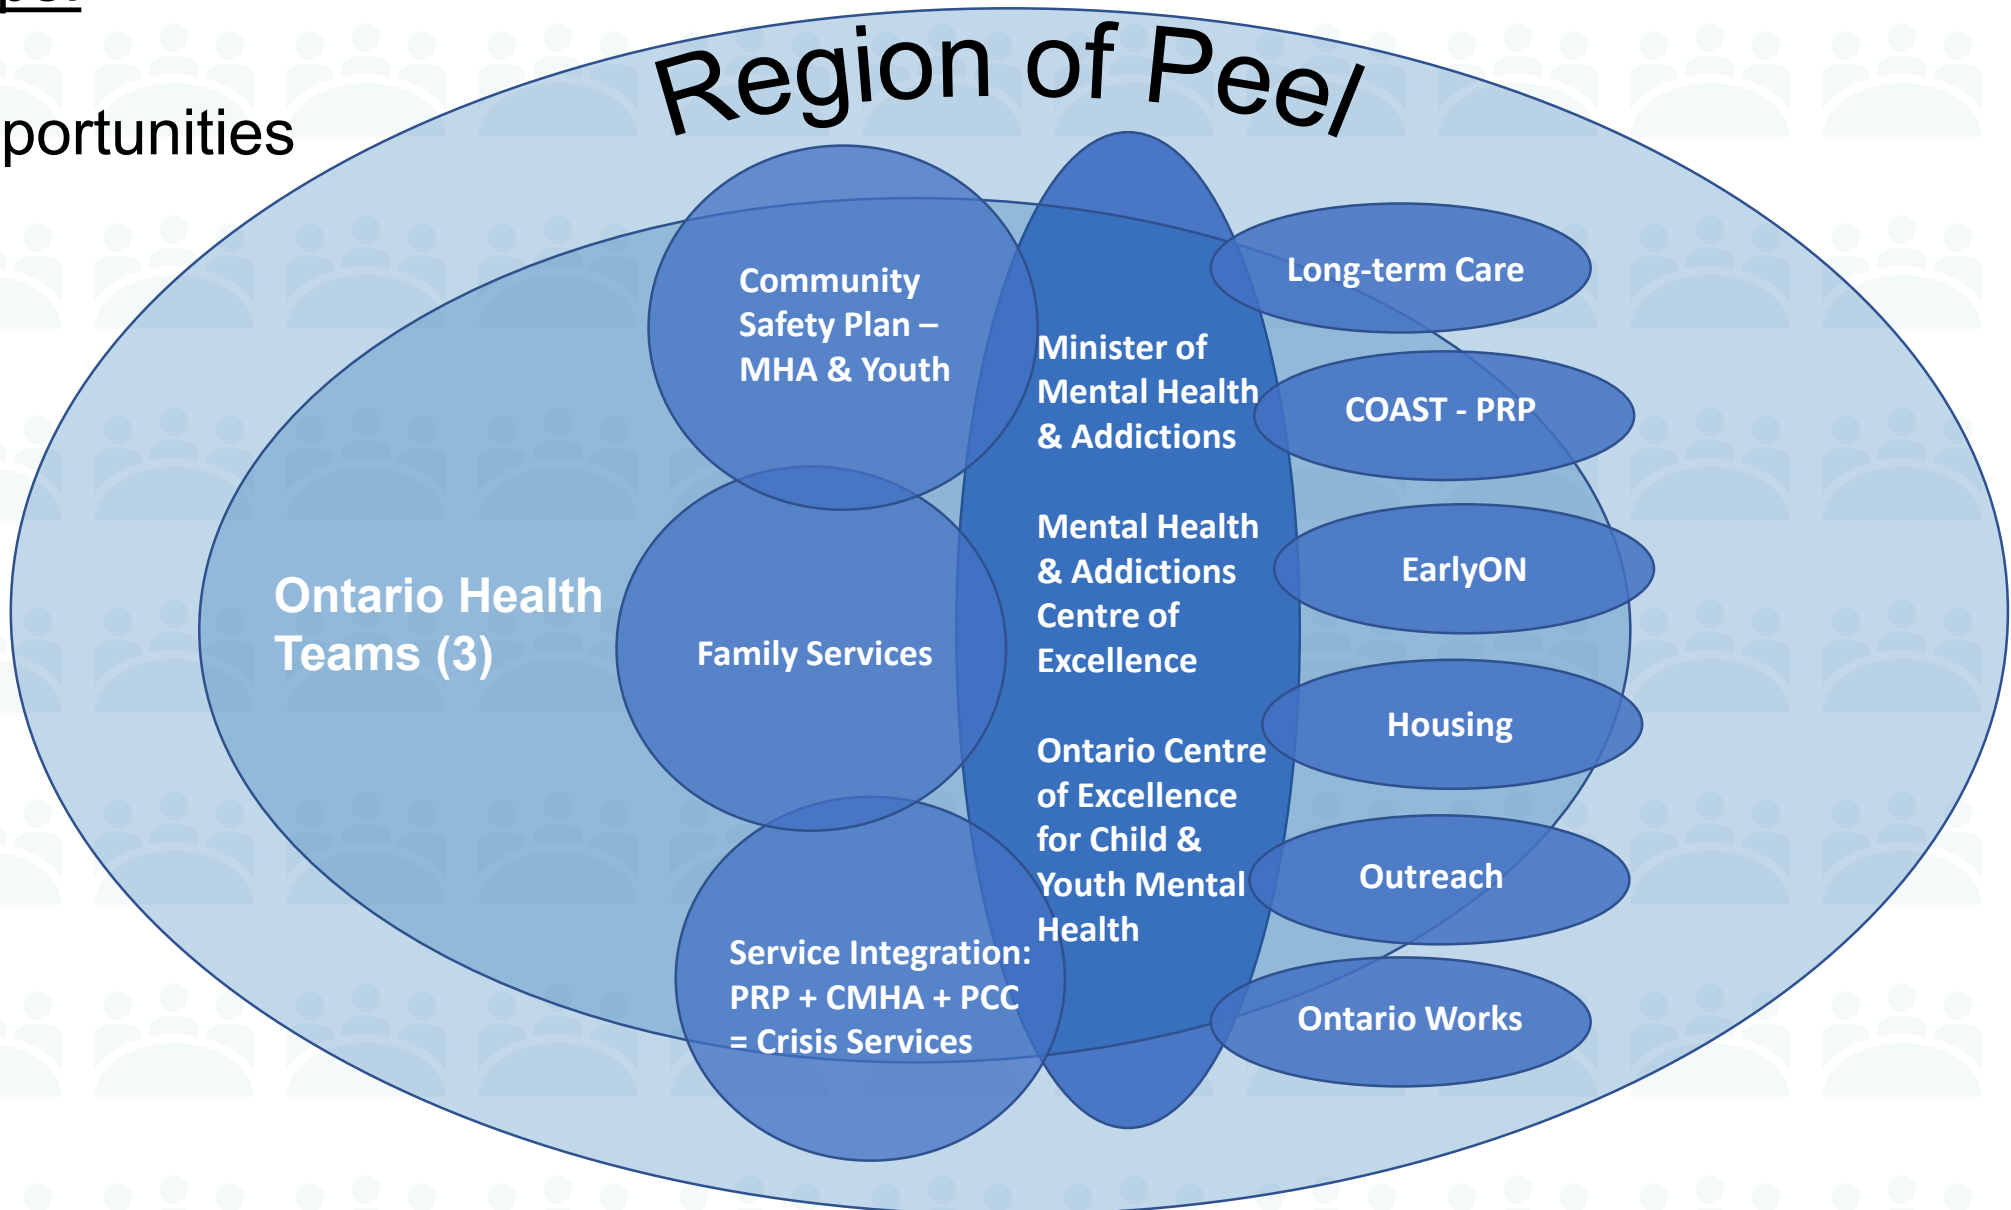 Region of Peel
portunities
Community
Safety Plan –
MHA & Youth
Minister of
Mental Health
& Addictions
Mental Health
& Addictions
Centre of
Excellence
Ontario Centre
of Excellence
for Child &
Youth Mental
Health
Ontario Health
Teams (3)
Family Services
Service Integration:
PRP + CMHA + PCC
= Crisis Services
Long-term Care
COAST - PRP
EarlyON
Housing
Outreach
Ontario Works